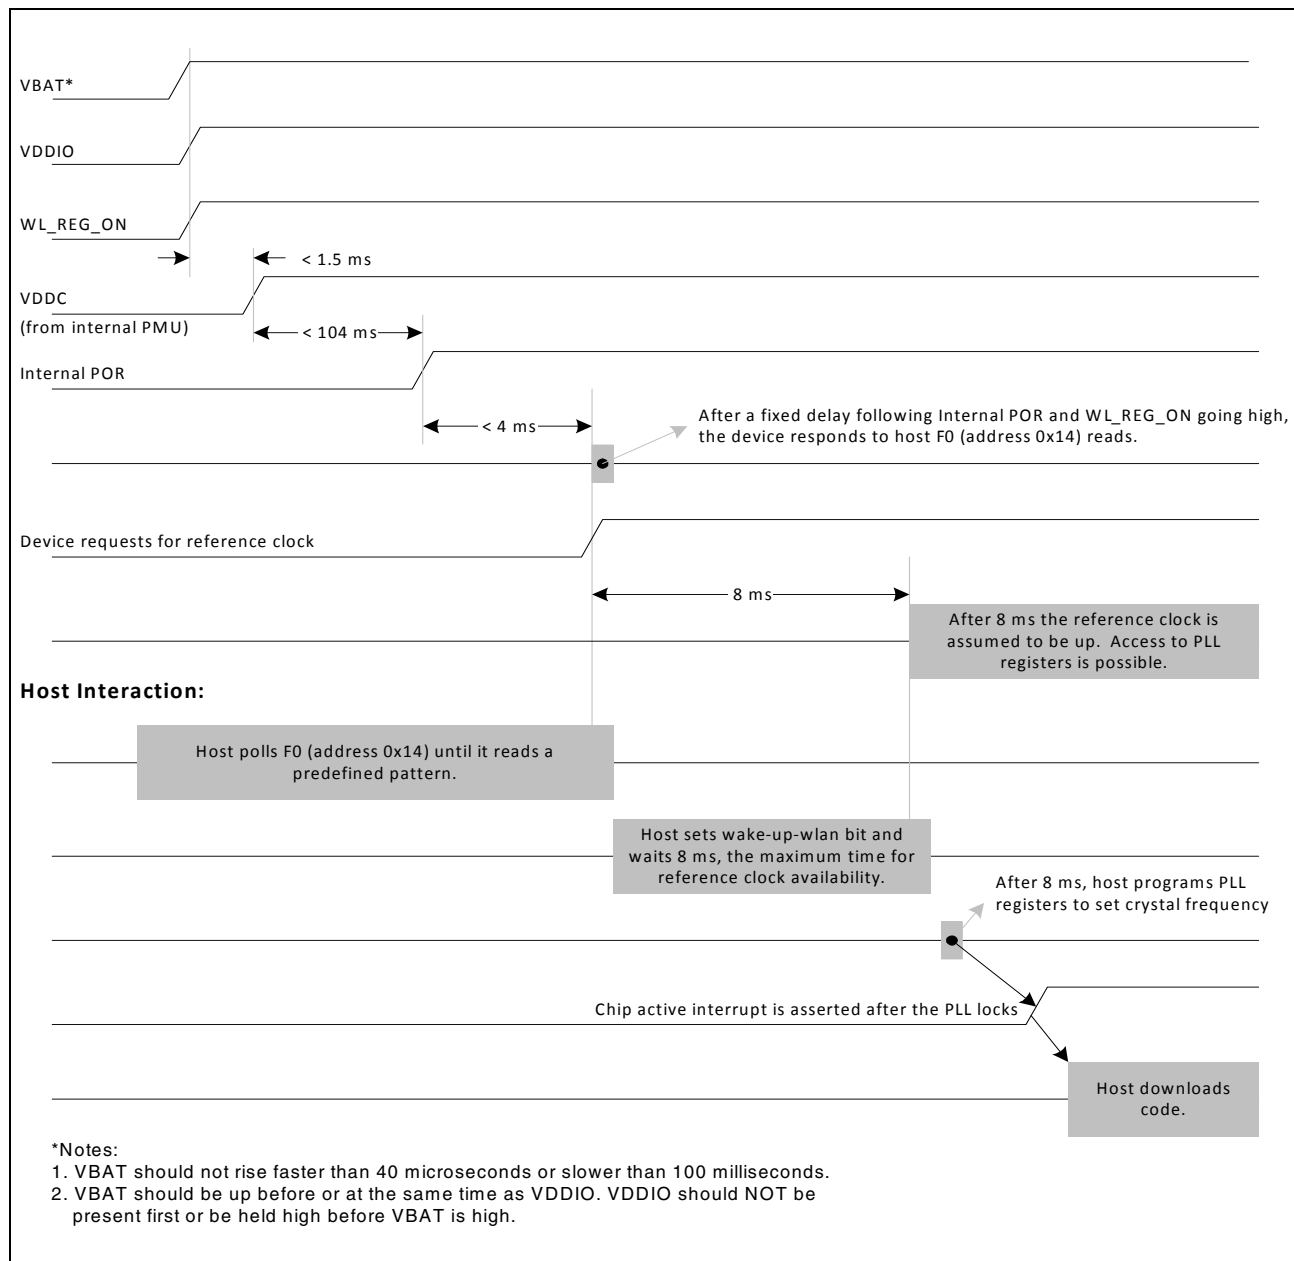 VBAT*
VDDIO
WL_REG_ON
< 1.5 ms
VDDC
(from internal PMU)
< 104 ms
Internal POR
After a fixed delay following Internal POR and WL_REG_ON going high,
the device responds to host F0 (address 0x14) reads.
< 4 ms
Device requests for reference clock
8 ms
After 8 ms the reference clock is
assumed to be up. Access to PLL
registers is possible.
Host Interaction:
Host polls F0 (address 0x14) until it reads a
predefined pattern.
Host sets wake-up-wlan bit and
waits 8 ms, the maximum time for
reference clock availability.
After 8 ms, host programs PLL
registers to set crystal frequency
Chip active interrupt is asserted after the PLL locks
Host downloads
code.
*Notes:
1. VBAT should not rise faster than 40 microseconds or slower than 100 milliseconds.
2. VBAT should be up before or at the same time as VDDIO. VDDIO should NOT be
present first or be held high before VBAT is high.